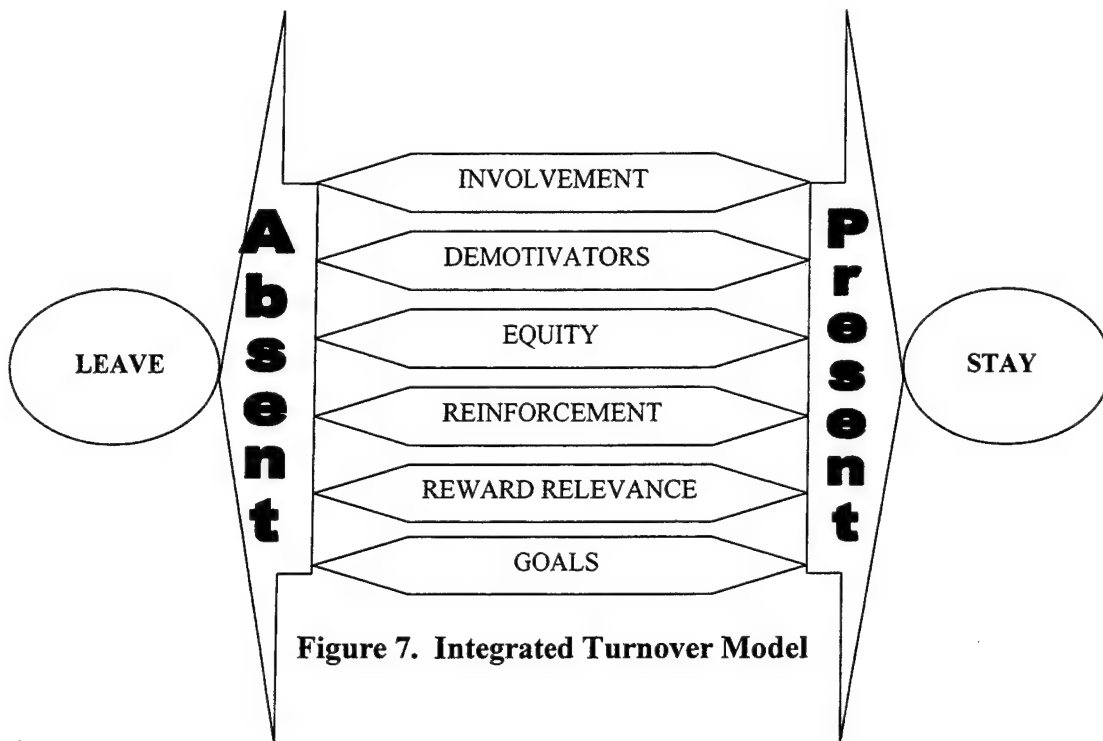 INVOLVEMENT
DEMOTIVATORS
EQUITY
REINFORCEMENT
REWARD RELEVANCE
GOALS
LEAVE
Absent
Present
STAY
Figure 7. Integrated Turnover Model